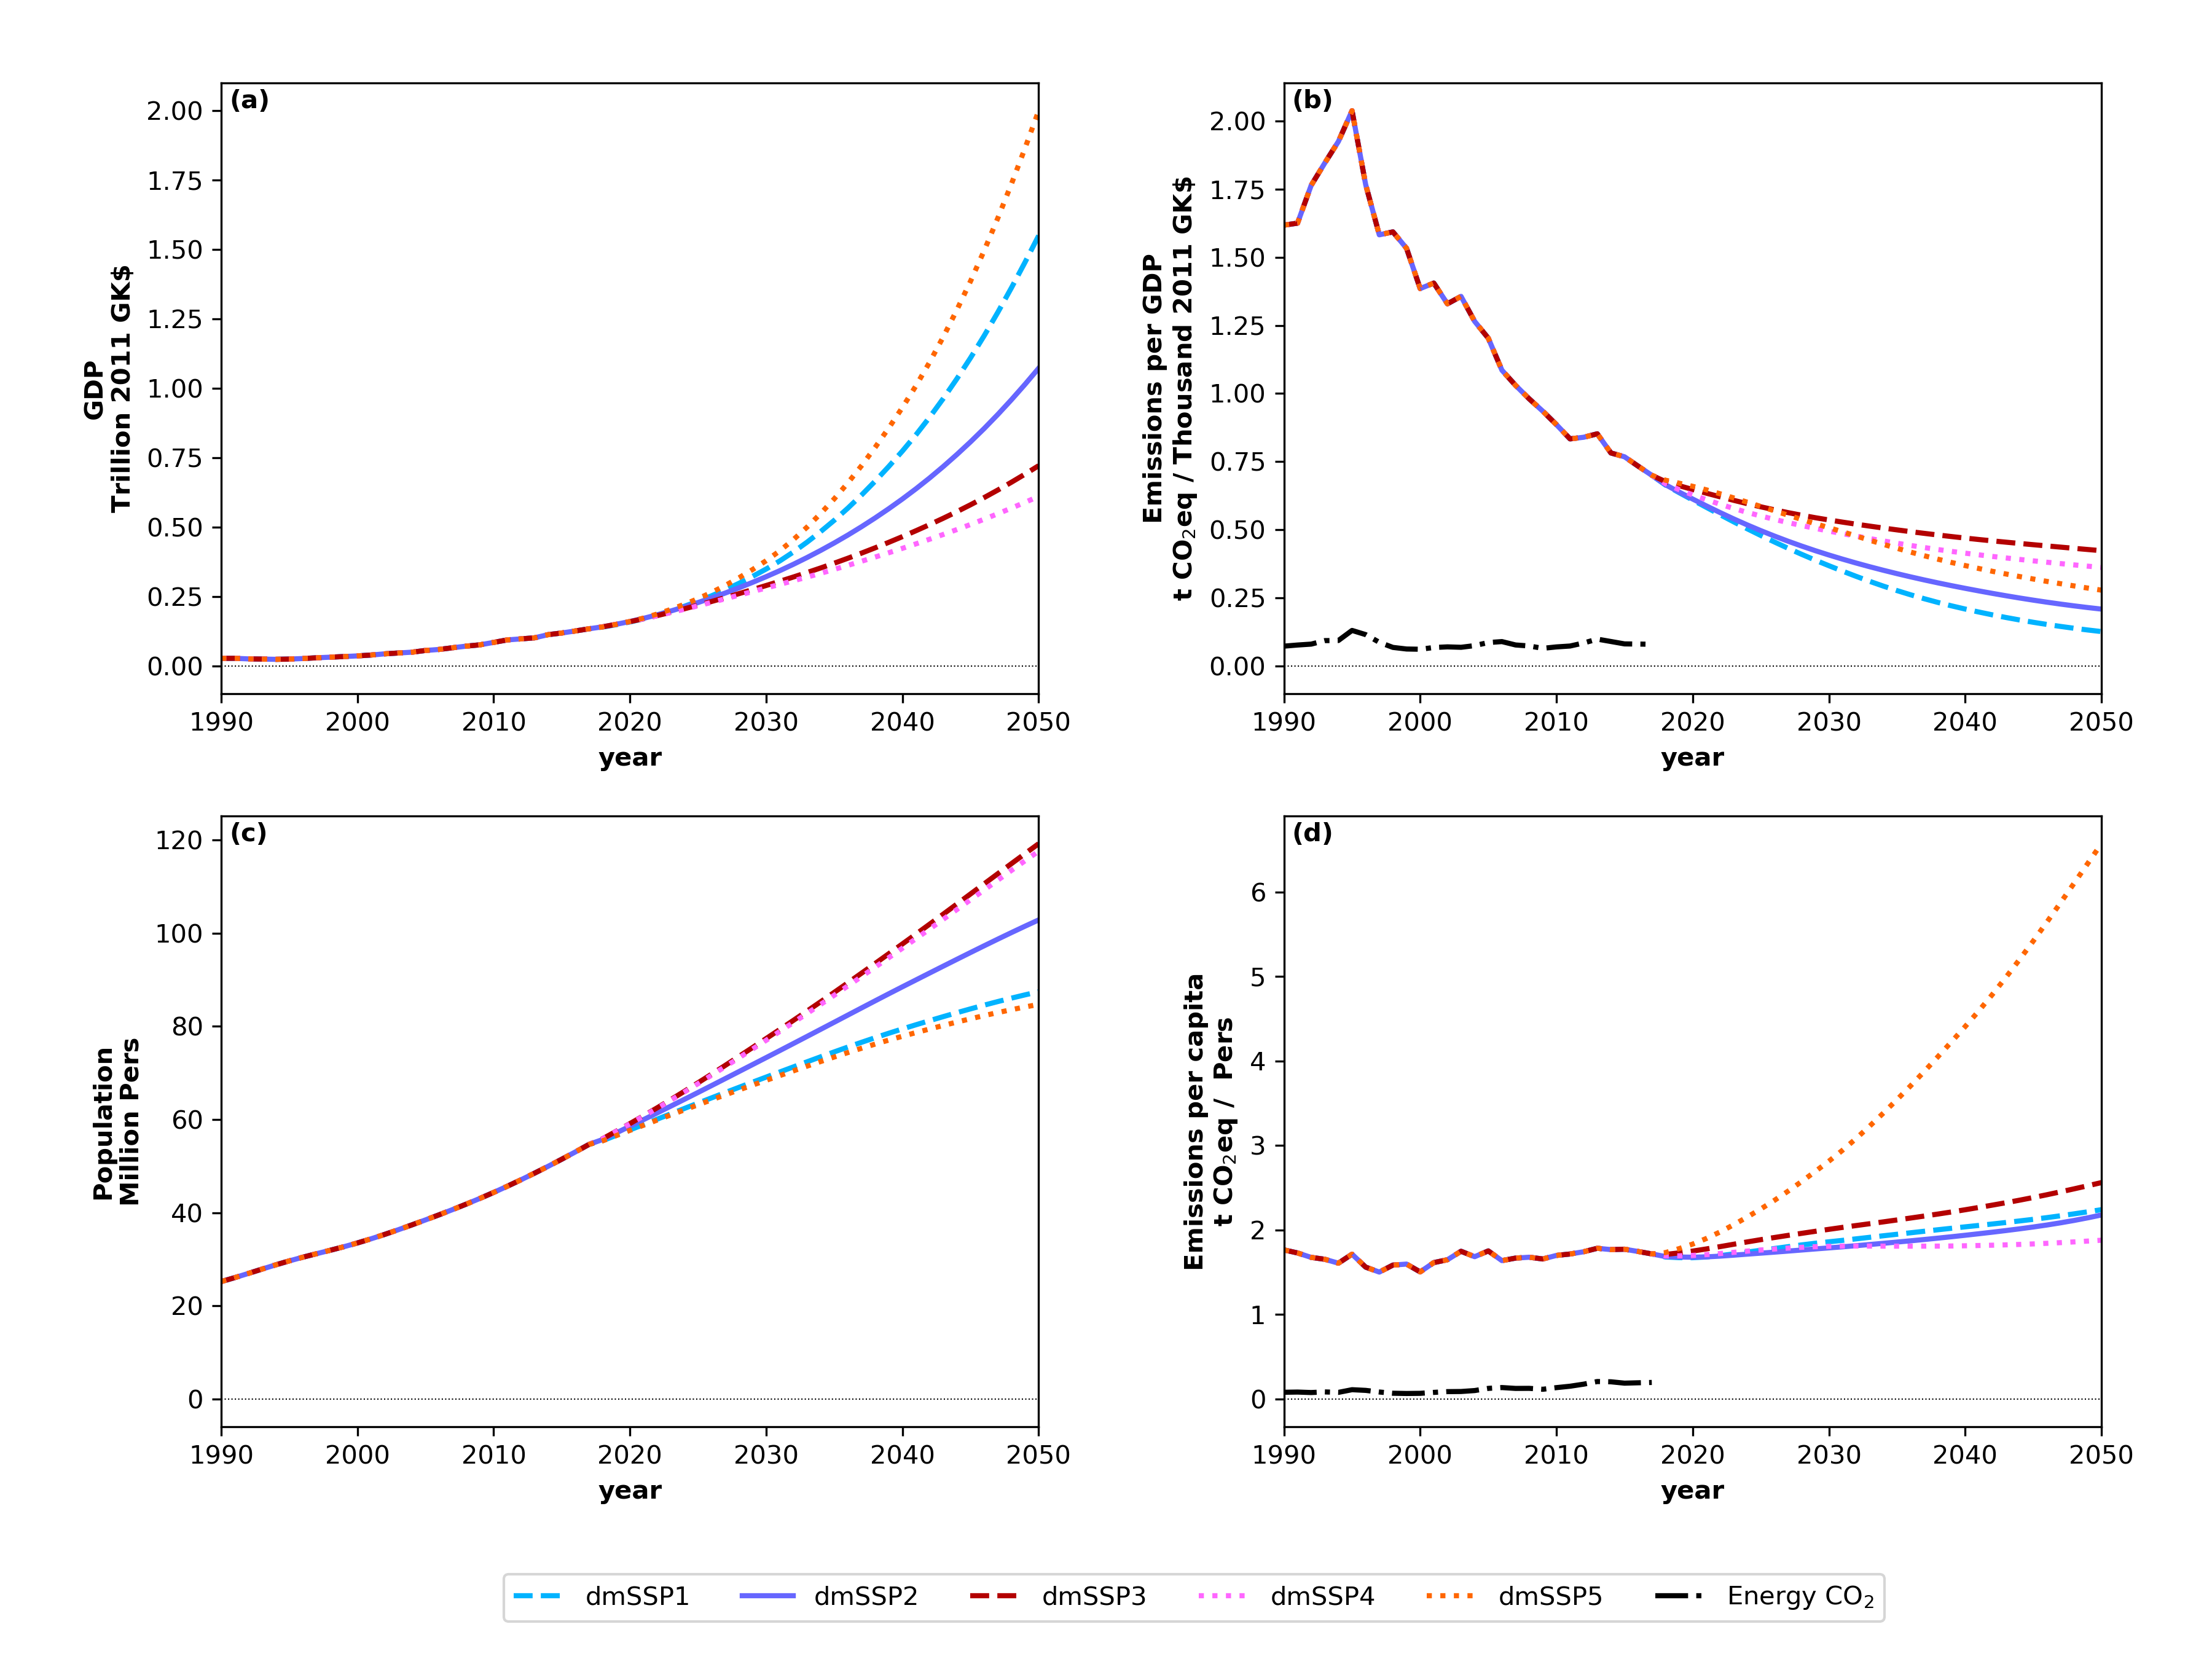 (a)
GDP
Trillion 2011 GK$
2.00
1.75
1.50
1.25
1.00
0.75
0.50
0.25
0.00
1990 2000 2010 2020 2030 2040 2050
year
(b)
Emissions per GDP
t CO₂eq / Thousand 2011 GK$
2.00
1.75
1.50
1.25
1.00
0.75
0.50
0.25
0.00
1990 2000 2010 2020 2030 2040 2050
year
(c)
Population
Million Pers
120
100
80
60
40
20
0
1990 2000 2010 2020 2030 2040 2050
year
(d)
Emissions per capita
t CO₂eq / Pers
6
5
4
3
2
1
0
1990 2000 2010 2020 2030 2040 2050
year
dmSSP1 dmSSP2 dmSSP3 dmSSP4 dmSSP5 Energy CO₂